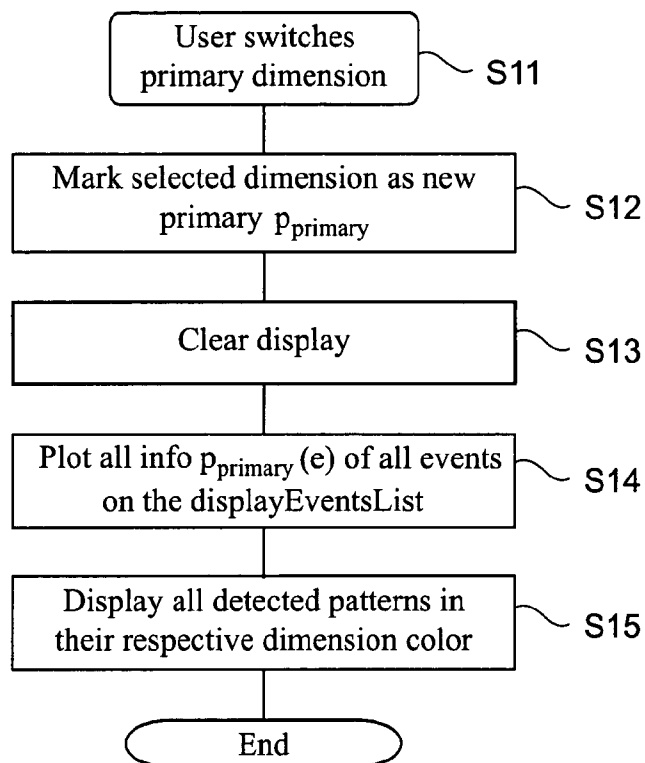 User switches
primary dimension
S11
Mark selected dimension as new
primary pprimary
S12
Clear display
S13
Plot all info pprimary (e) of all events
on the displayEventsList
S14
Display all detected patterns in
their respective dimension color
S15
End